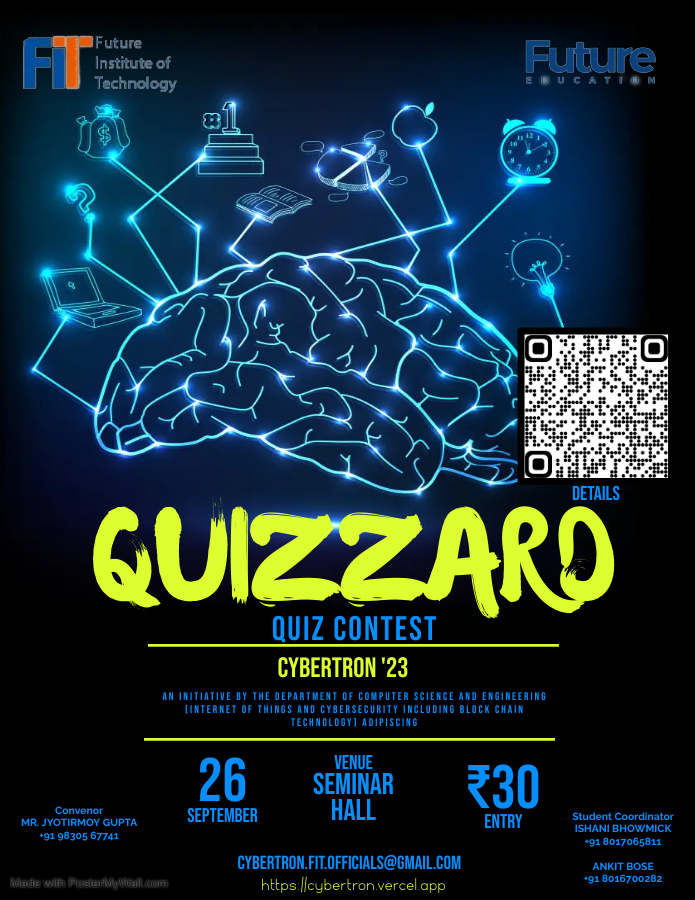 FiT Future
Institute of
Technology
Future
EDUCATION
$
1
?
DETAILS
QUIZZARD
QUIZ CONTEST
CYBERTRON '23
AN INITIATIVE BY THE DEPARTMENT OF COMPUTER SCIENCE AND ENGINEERING
(INTERNET OF THINGS AND CYBERSECURITY INCLUDING BLOCK CHAIN
TECHNOLOGY) ADIPISCING
26
SEPTEMBER
VENUE
SEMINAR
HALL
₹30
ENTRY
Convenor
MR. JYOTIRMOY GUPTA
+91 98305 67741
Student Coordinator
ISHANI BHOWMICK
+91 8017065811
ANKIT BOSE
+91 8016700282
CYBERTRON.FIT.OFFICIALS@GMAIL.COM
https://cybertron.vercel.app
Made with PosterMyWall.com